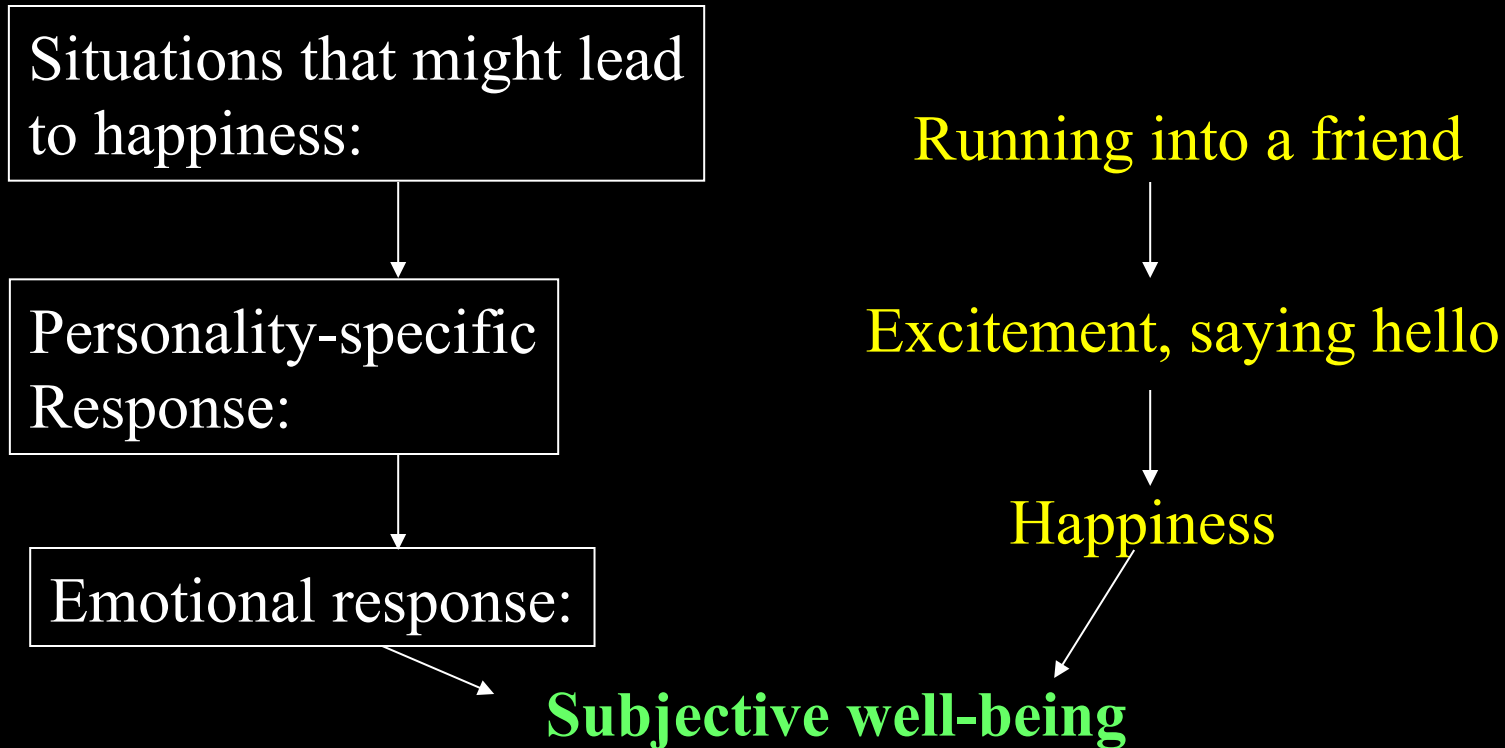 Situations that might lead
to happiness:
Running into a friend
Personality-specific
Response:
Excitement, saying hello
Emotional response:
Happiness
Subjective well-being